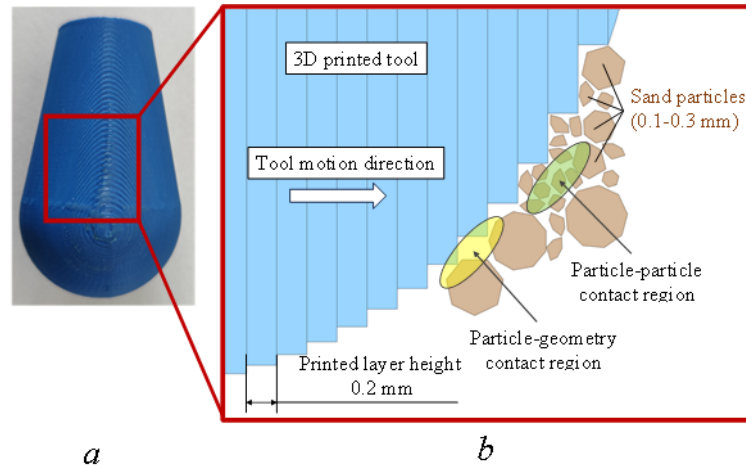 3D printed tool
Sand particles
(0.1-0.3 mm)
Tool motion direction
Particle-particle
contact region
Particle-geometry
contact region
Printed layer height
0.2 mm
a
b